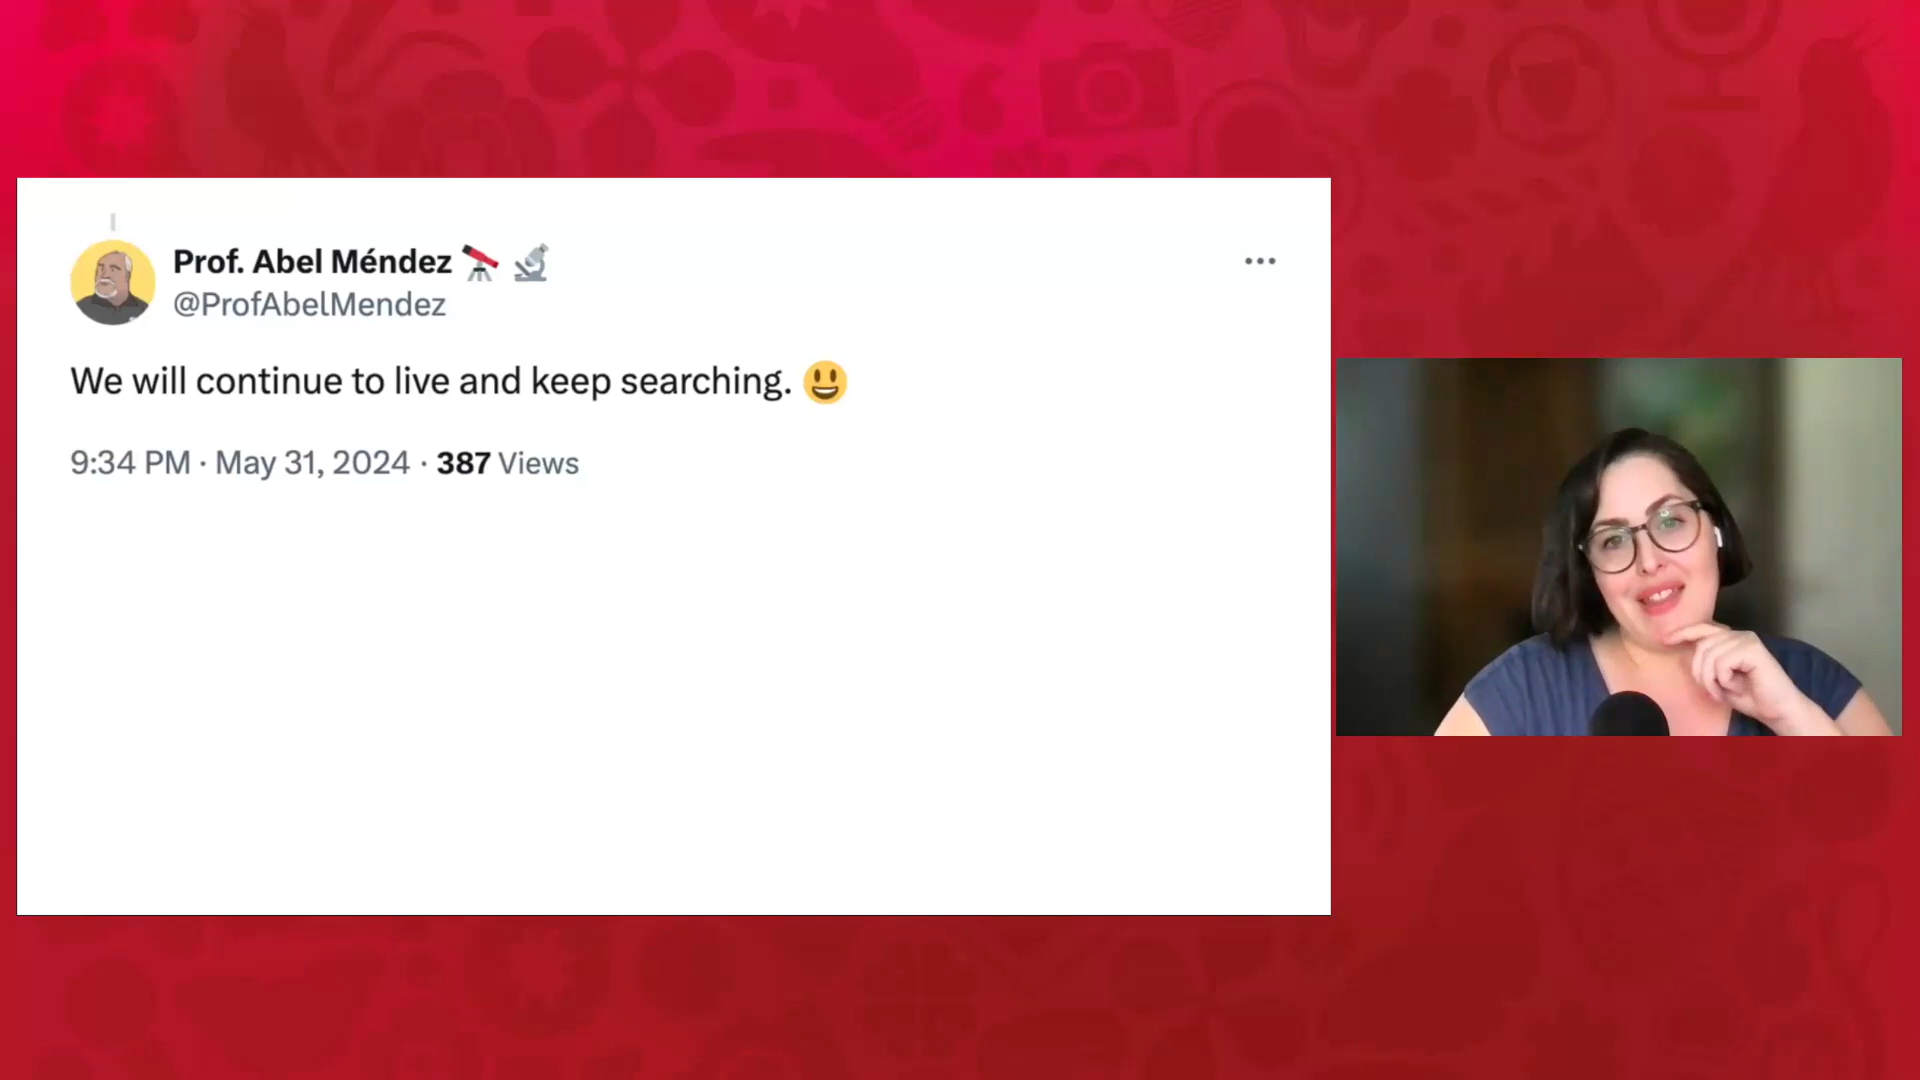 Prof. Abel Méndez 🔭 🔬
@ProfAbelMendez
We will continue to live and keep searching. 😃
9:34 PM · May 31, 2024 · 387 Views